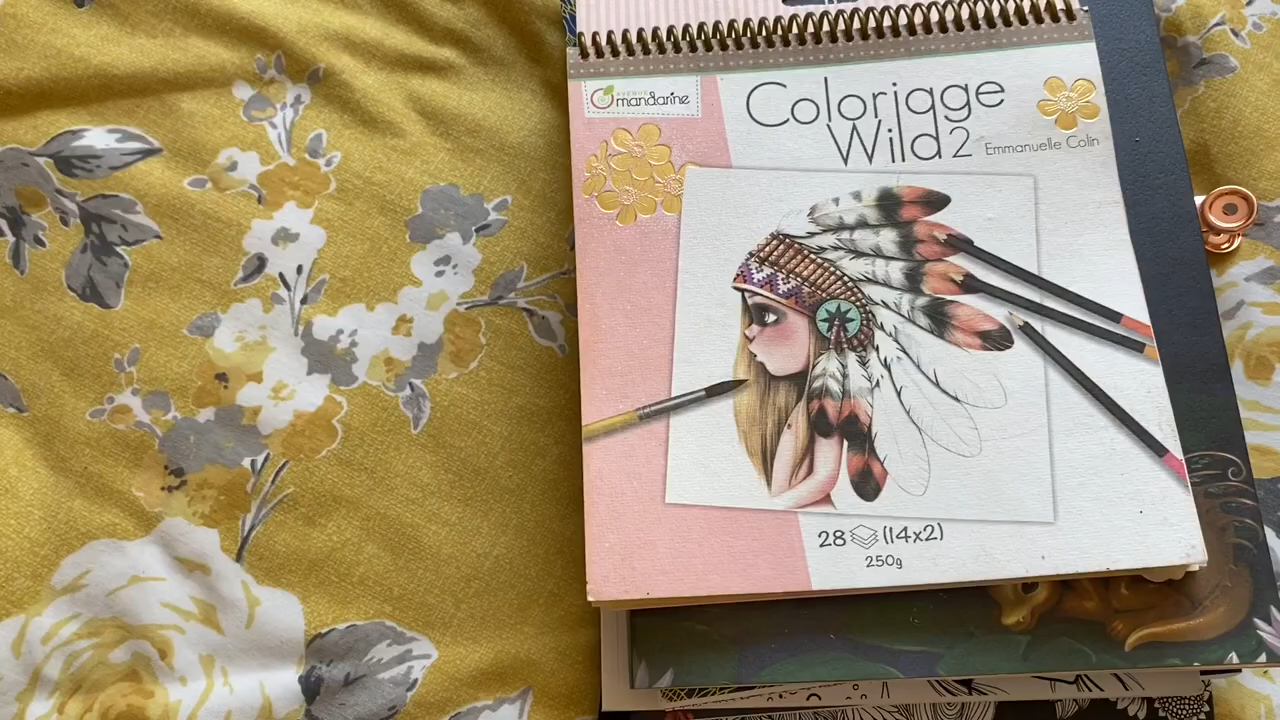 AVENUE
mandarine
Coloriage
Wild 2
Emmanuelle Colin
28 (14x2)
250g